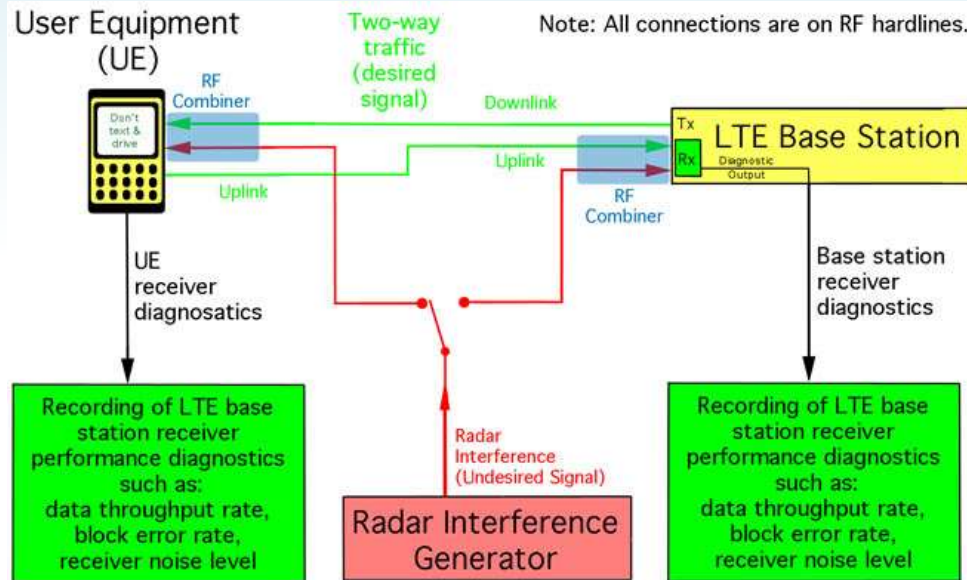 User Equipment
(UE)
Two-way
traffic
(desired
signal)
Note: All connections are on RF hardlines.
RF
Combiner
Don't
text &
drive
Downlink
Uplink
Uplink
Tx
Rx
LTE Base Station
Diagnostic
Output
RF
Combiner
UE
receiver
diagnosatics
Base station
receiver
diagnostics
Recording of LTE base
station receiver
performance diagnostics
such as:
data throughput rate,
block error rate,
receiver noise level
Radar
Interference
(Undesired Signal)
Radar Interference
Generator
Recording of LTE base
station receiver
performance diagnostics
such as:
data throughput rate,
block error rate,
receiver noise level